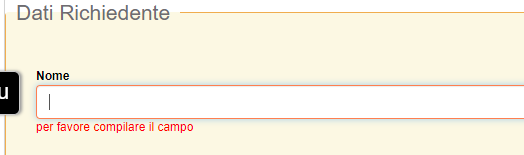 Dati Richiedente
Nome
u
per favore compilare il campo